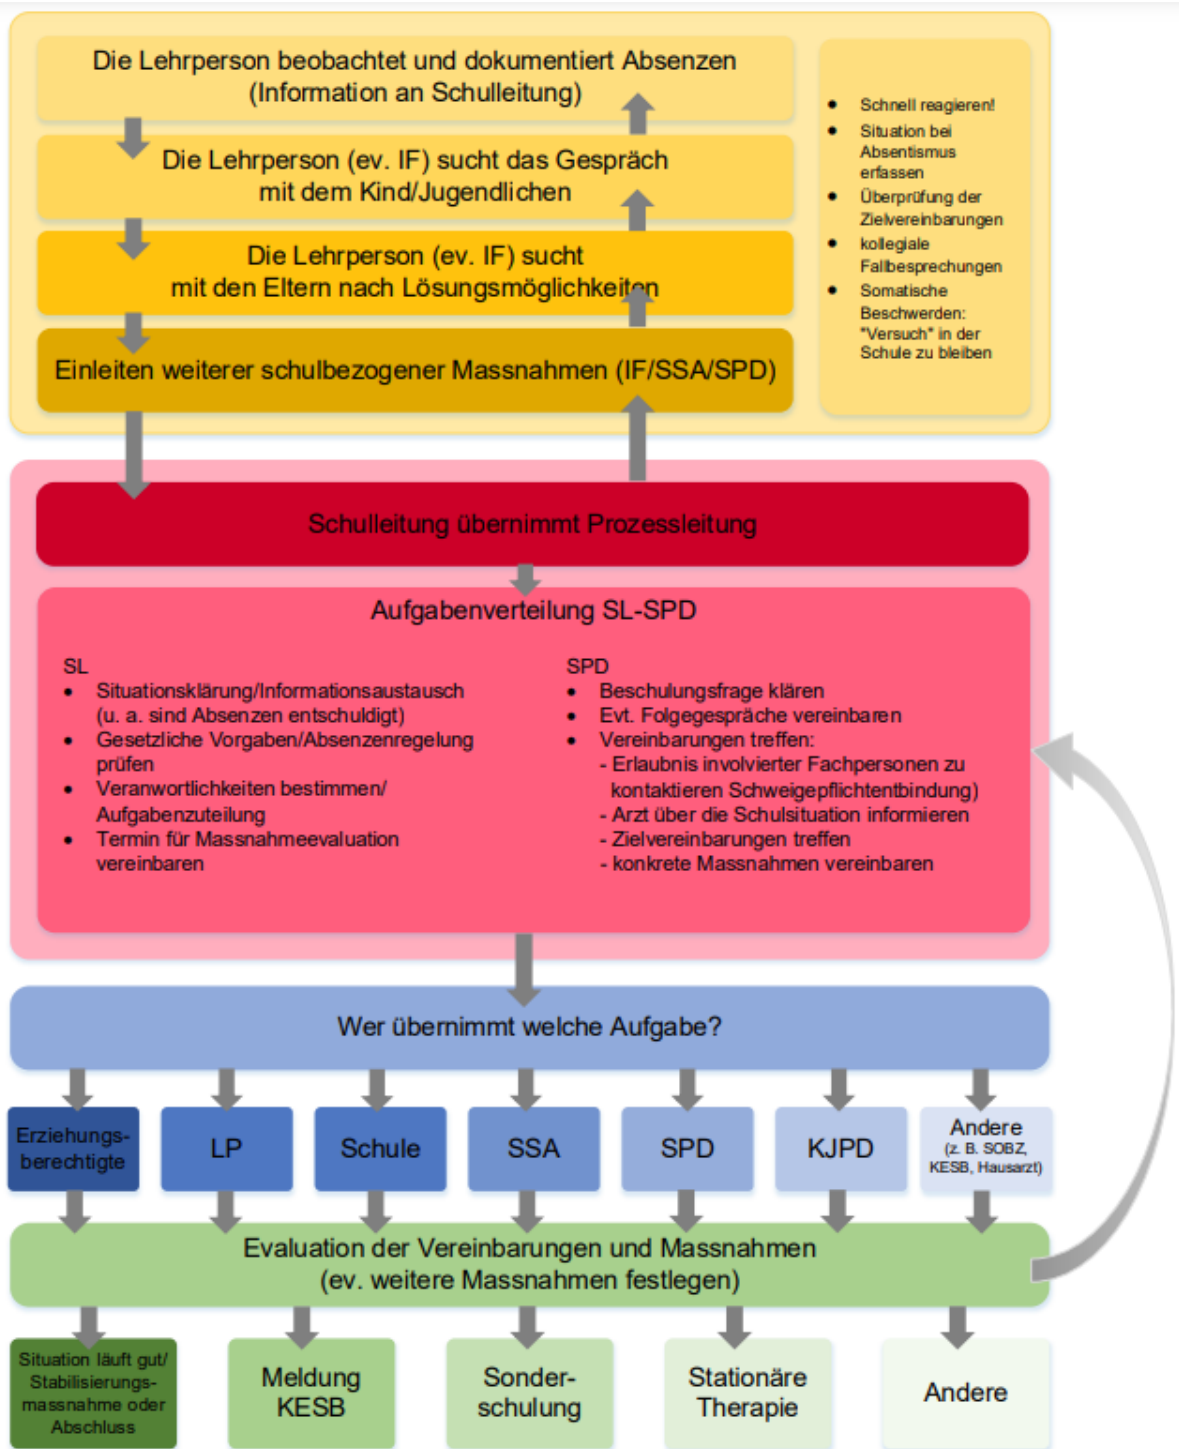 Die Lehrperson beobachtet und dokumentiert Absenzen
(Information an Schulleitung)
Die Lehrperson (ev. IF) sucht das Gespräch
mit dem Kind/Jugendlichen
Die Lehrperson (ev. IF) sucht
mit den Eltern nach Lösungsmöglichkeiten
Einleiten weiterer schulbezogener Massnahmen (IF/SSA/SPD)
• Schnell reagieren!
• Situation bei
Absentismus
erfassen
• Überprüfung der
Zielvereinbarungen
• kollegiale
Fallbesprechungen
• Somatische
Beschwerden:
"Versuch" in der
Schule zu bleiben
Schulleitung übernimmt Prozessleitung
Aufgabenverteilung SL-SPD
SL
• Situationsklärung/Informationsaustausch
(u. a. sind Absenzen entschuldigt)
• Gesetzliche Vorgaben/Absenzenregelung
prüfen
• Veranwortlichkeiten bestimmen/
Aufgabenzuteilung
• Termin für Massnahmeevaluation
vereinbaren
SPD
• Beschulungsfrage klären
• Evt. Folgegespräche vereinbaren
• Vereinbarungen treffen:
- Erlaubnis involvierter Fachpersonen zu
kontaktieren Schweigepflichtentbindung)
- Arzt über die Schulsituation informieren
- Zielvereinbarungen treffen
- konkrete Massnahmen vereinbaren
Wer übernimmt welche Aufgabe?
Erziehungs-
berechtigte
LP
Schule
SSA
SPD
KJPD
Andere
(z. B. SOBZ,
KESB, Hausarzt)
Evaluation der Vereinbarungen und Massnahmen
(ev. weitere Massnahmen festlegen)
Situation läuft gut/
Stabilisierungs-
massnahme oder
Abschluss
Meldung
KESB
Sonder-
schulung
Stationäre
Therapie
Andere